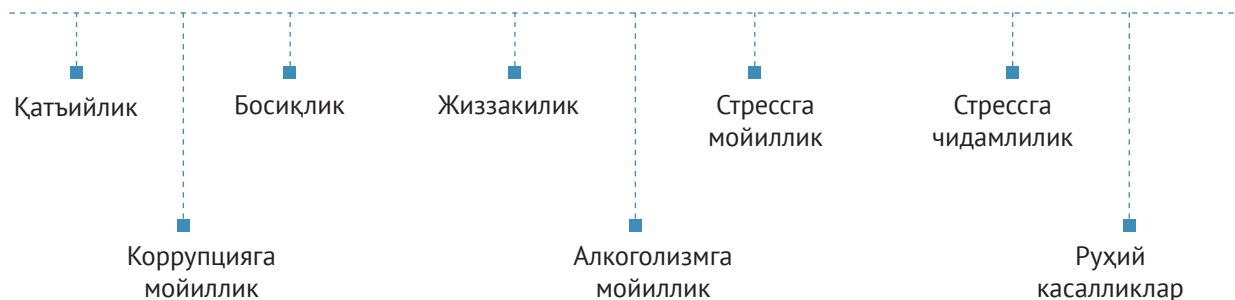 Қатъийлик
Босиқлик
Жиззакилик
Стрессга
мойиллик
Стрессга
чидамлилик
Коррупцияга
мойиллик
Алкоголизмга
мойиллик
Руҳий
касалликлар